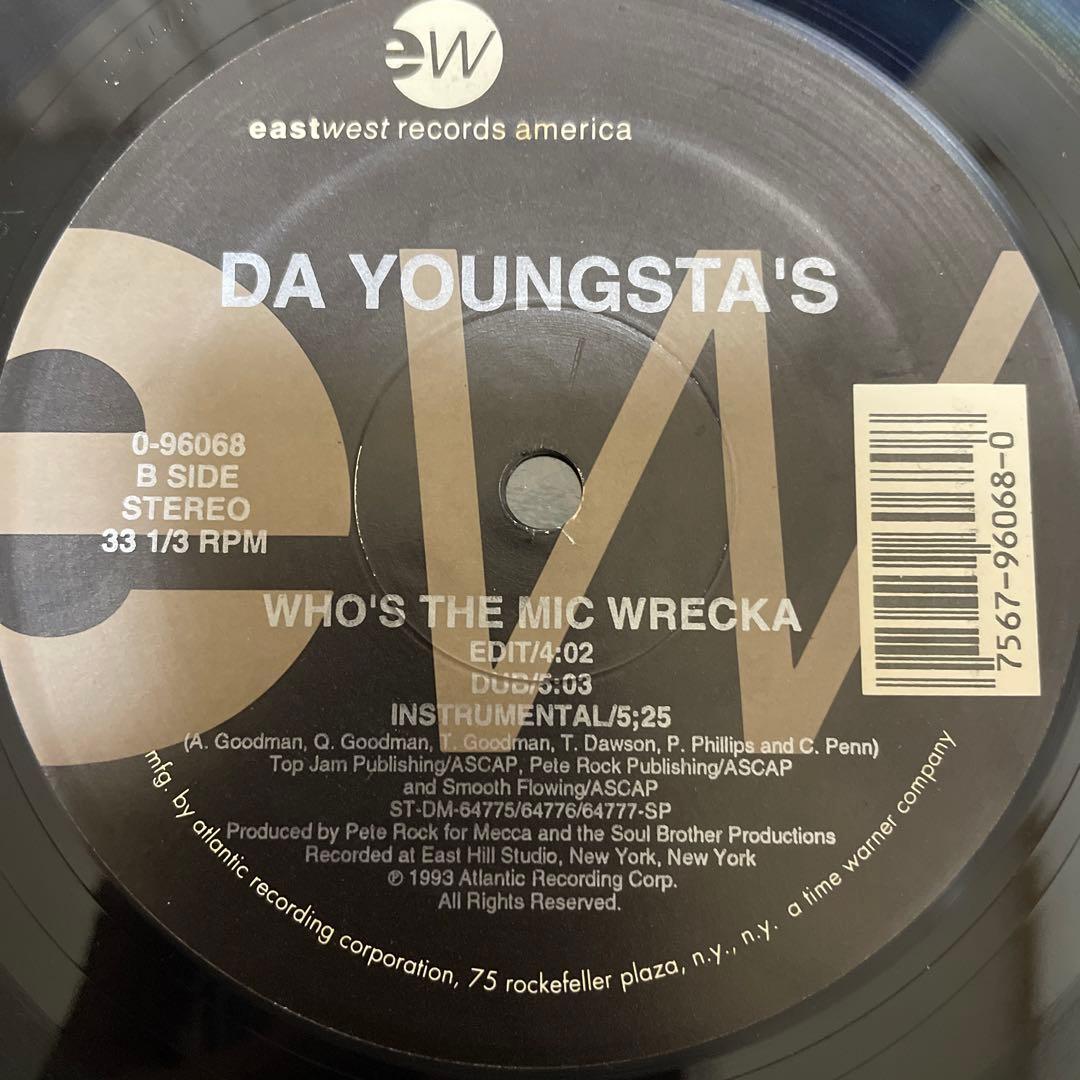 ew
eastwest records america
ew
DA YOUNGSTA'S
0-96068
B SIDE
STEREO
33 1/3 RPM
7567-96068-0
WHO'S THE MIC WRECKA
EDIT/4:02
DUB/5:03
INSTRUMENTAL/5;25
(A. Goodman, Q. Goodman, T. Goodman, T. Dawson, P. Phillips and C. Penn)
Top Jam Publishing/ASCAP, Pete Rock Publishing/ASCAP
and Smooth Flowing/ASCAP
ST-DM-64775/64776/64777-SP
Produced by Pete Rock for Mecca and the Soul Brother Productions
Recorded at East Hill Studio, New York, New York
℗ 1993 Atlantic Recording Corp.
All Rights Reserved.
mfg. by atlantic recording corporation, 75 rockefeller plaza, n.y., n.y. a time warner company